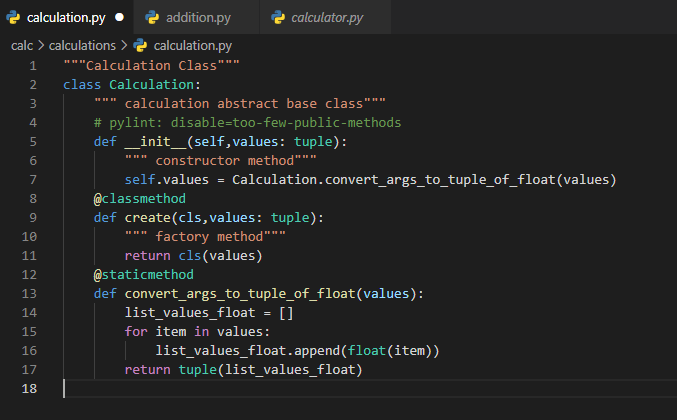 calculation.py addition.py calculator.py
calc > calculations > calculation.py
1 """Calculation Class"""
2 class Calculation:
3     """ calculation abstract base class"""
4     # pylint: disable=too-few-public-methods
5     def __init__(self,values: tuple):
6         """ constructor method"""
7         self.values = Calculation.convert_args_to_tuple_of_float(values)
8     @classmethod
9     def create(cls,values: tuple):
10         """ factory method"""
11         return cls(values)
12     @staticmethod
13     def convert_args_to_tuple_of_float(values):
14         list_values_float = []
15         for item in values:
16             list_values_float.append(float(item))
17         return tuple(list_values_float)
18